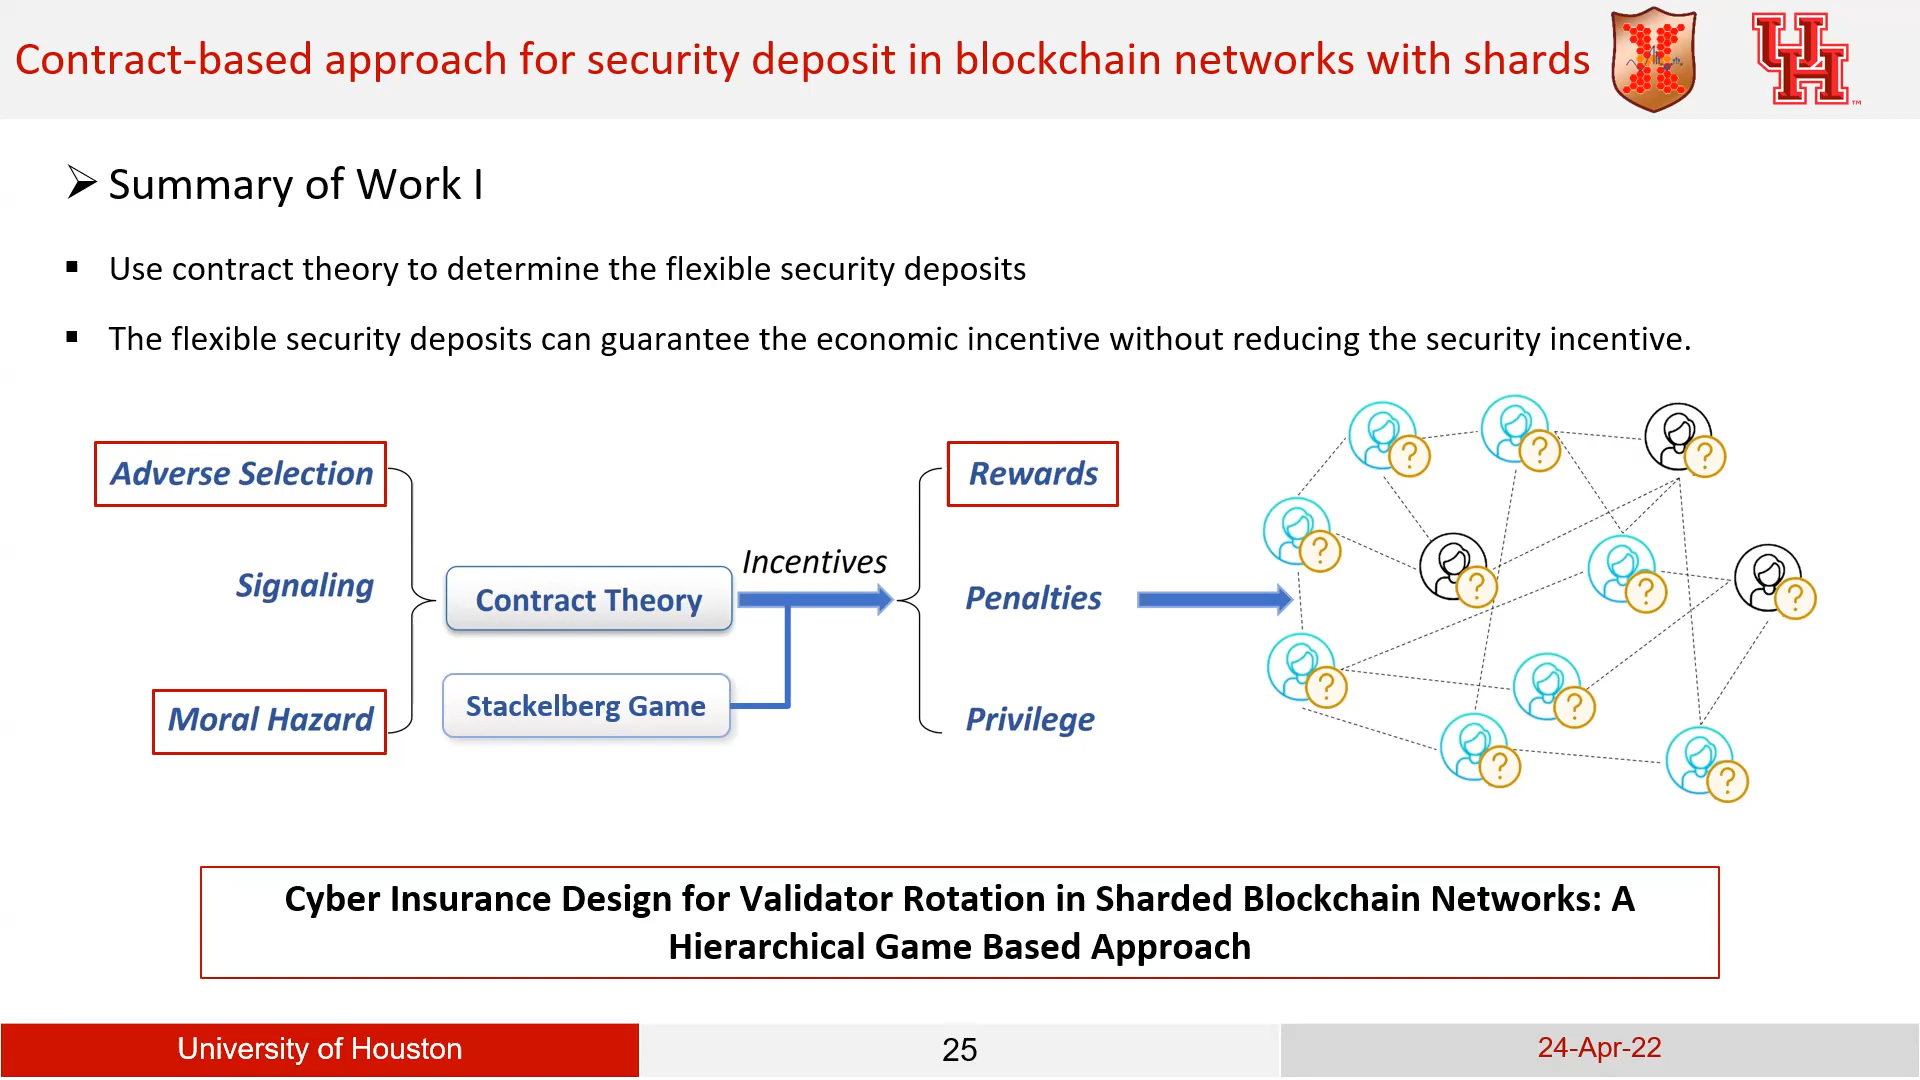 Contract-based approach for security deposit in blockchain networks with shards
UH
TM
Summary of Work I
Use contract theory to determine the flexible security deposits
The flexible security deposits can guarantee the economic incentive without reducing the security incentive.
Adverse Selection
Signaling
Moral Hazard
Contract Theory
Stackelberg Game
Incentives
Rewards
Penalties
Privilege
?
?
?
?
?
?
?
?
?
?
?
Cyber Insurance Design for Validator Rotation in Sharded Blockchain Networks: A
Hierarchical Game Based Approach
University of Houston
25
24-Apr-22